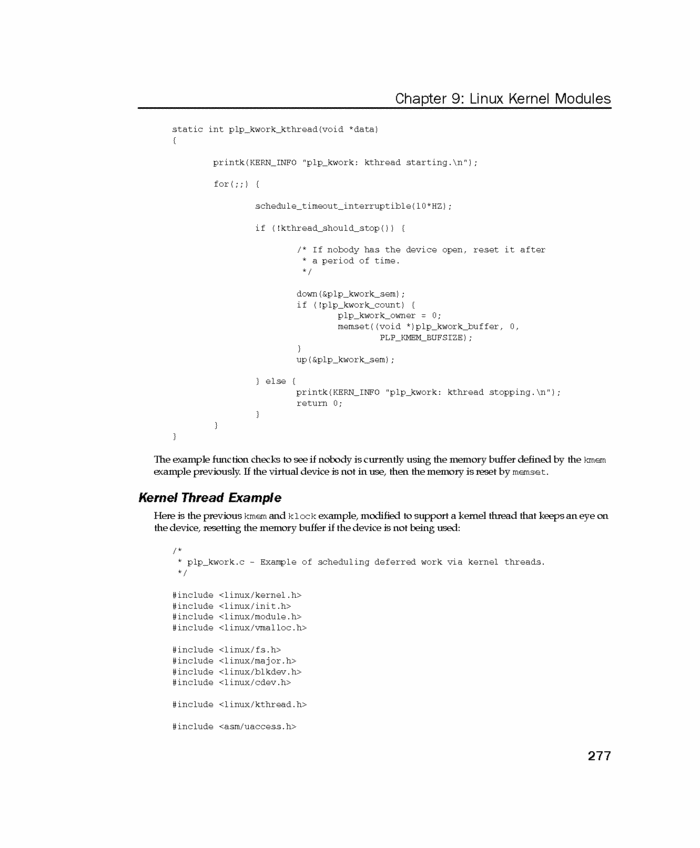 Chapter 9: Linux Kernel Modules
static int plp_kwork_kthread(void *data)
{
printk(KERN_INFO "plp_kwork: kthread starting.\n");
for(;;) {
schedule_timeout_interruptible(10*HZ);
if (!kthread_should_stop()) {
/* If nobody has the device open, reset it after
* a period of time.
*/
down(&plp_kwork_sem);
if (!plp_kwork_count) {
plp_kwork_owner = 0;
memset((void *)plp_kwork_buffer, 0,
PLP_KMEM_BUFSIZE);
}
up(&plp_kwork_sem);
} else {
printk(KERN_INFO "plp_kwork: kthread stopping.\n");
return 0;
}
}
}
The example function checks to see if nobody is currently using the memory buffer defined by the kmem
example previously. If the virtual device is not in use, then the memory is reset by memset.
Kernel Thread Example
Here is the previous kmem and klock example, modified to support a kernel thread that keeps an eye on
the device, resetting the memory buffer if the device is not being used:
/*
* plp_kwork.c - Example of scheduling deferred work via kernel threads.
*/
#include <linux/kernel.h>
#include <linux/init.h>
#include <linux/module.h>
#include <linux/vmalloc.h>
#include <linux/fs.h>
#include <linux/major.h>
#include <linux/blkdev.h>
#include <linux/cdev.h>
#include <linux/kthread.h>
#include <asm/uaccess.h>
277